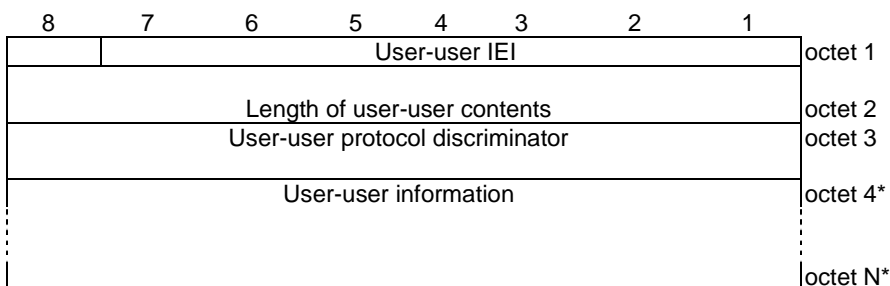 8 7 6 5 4 3 2 1
User-user IEI octet 1
Length of user-user contents octet 2
User-user protocol discriminator octet 3
User-user information octet 4*
octet N*